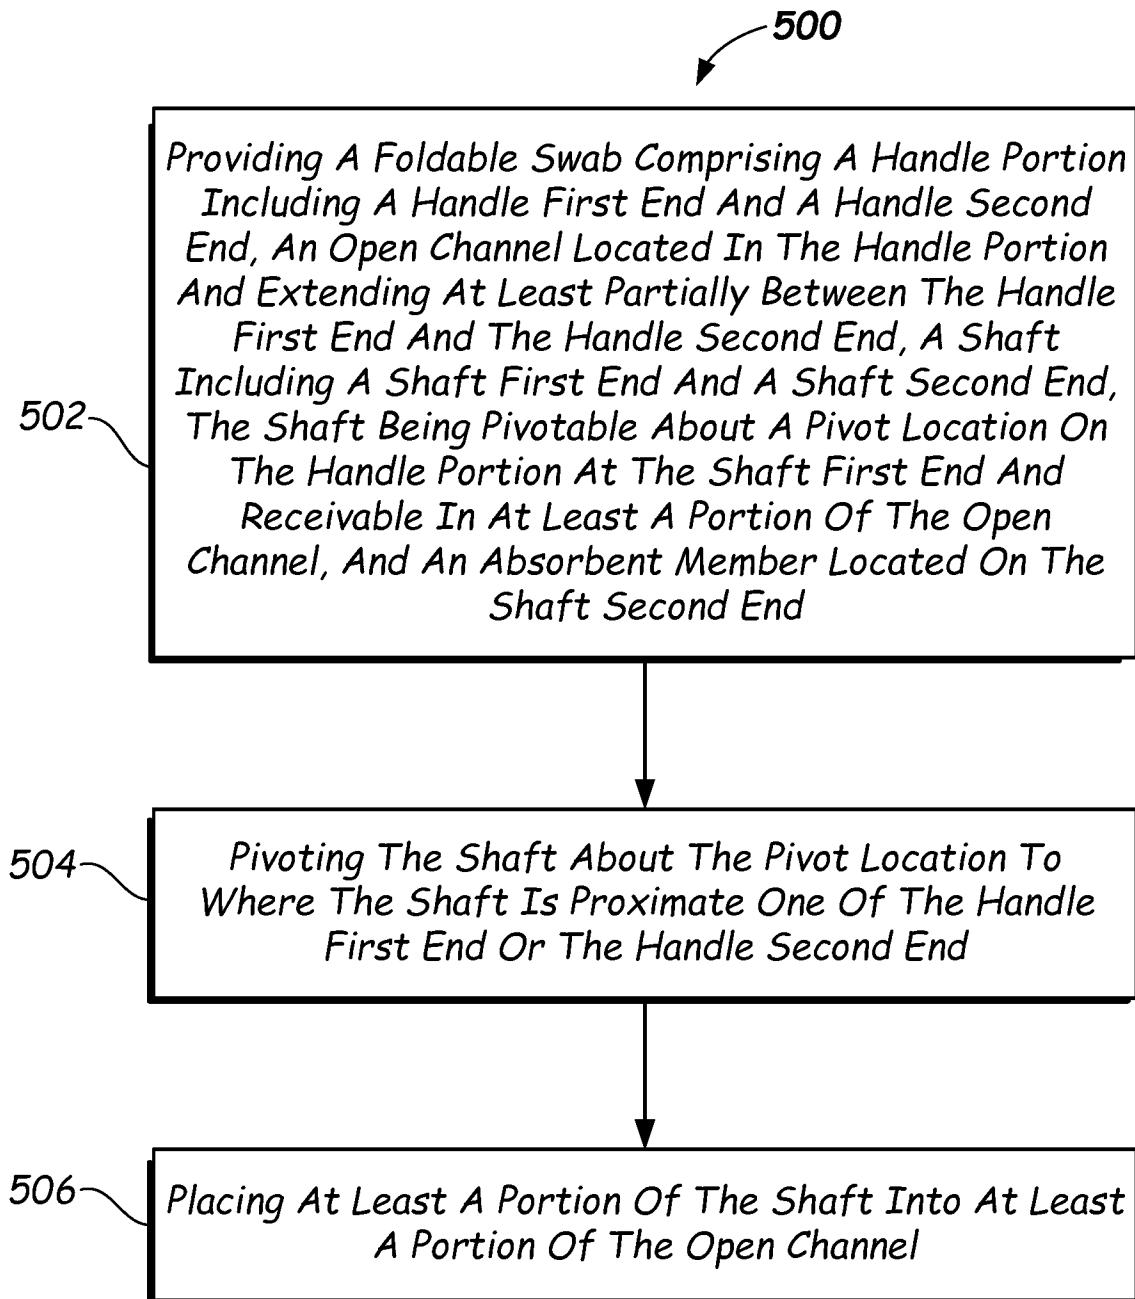 500
Providing A Foldable Swab Comprising A Handle Portion
Including A Handle First End And A Handle Second
End, An Open Channel Located In The Handle Portion
And Extending At Least Partially Between The Handle
First End And The Handle Second End, A Shaft
Including A Shaft First End And A Shaft Second End,
The Shaft Being Pivotable About A Pivot Location On
The Handle Portion At The Shaft First End And
Receivable In At Least A Portion Of The Open
Channel, And An Absorbent Member Located On The
Shaft Second End
502
504
Pivoting The Shaft About The Pivot Location To
Where The Shaft Is Proximate One Of The Handle
First End Or The Handle Second End
506
Placing At Least A Portion Of The Shaft Into At Least
A Portion Of The Open Channel